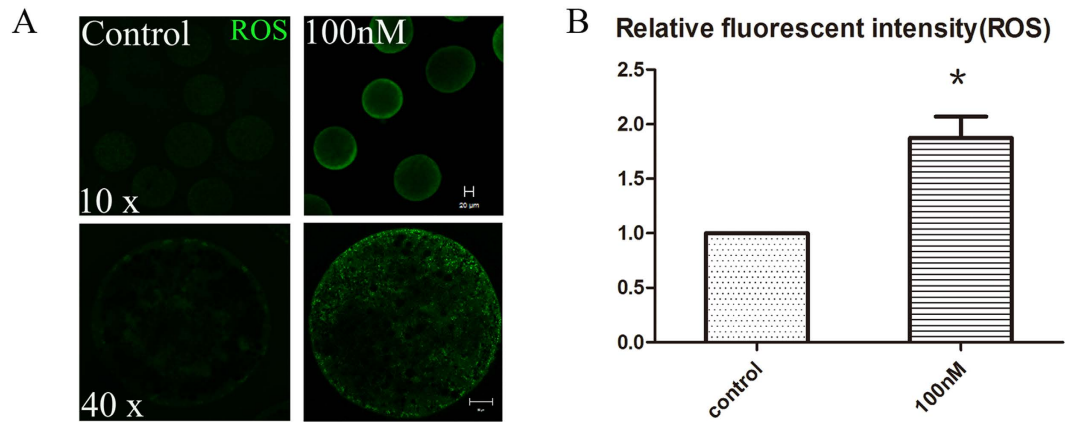 A
Control
ROS
100nM
10 x
20 µm
40 x
B
Relative fluorescent intensity(ROS)
2.5
2.0
1.5
1.0
0.5
0.0
*
control
100nM